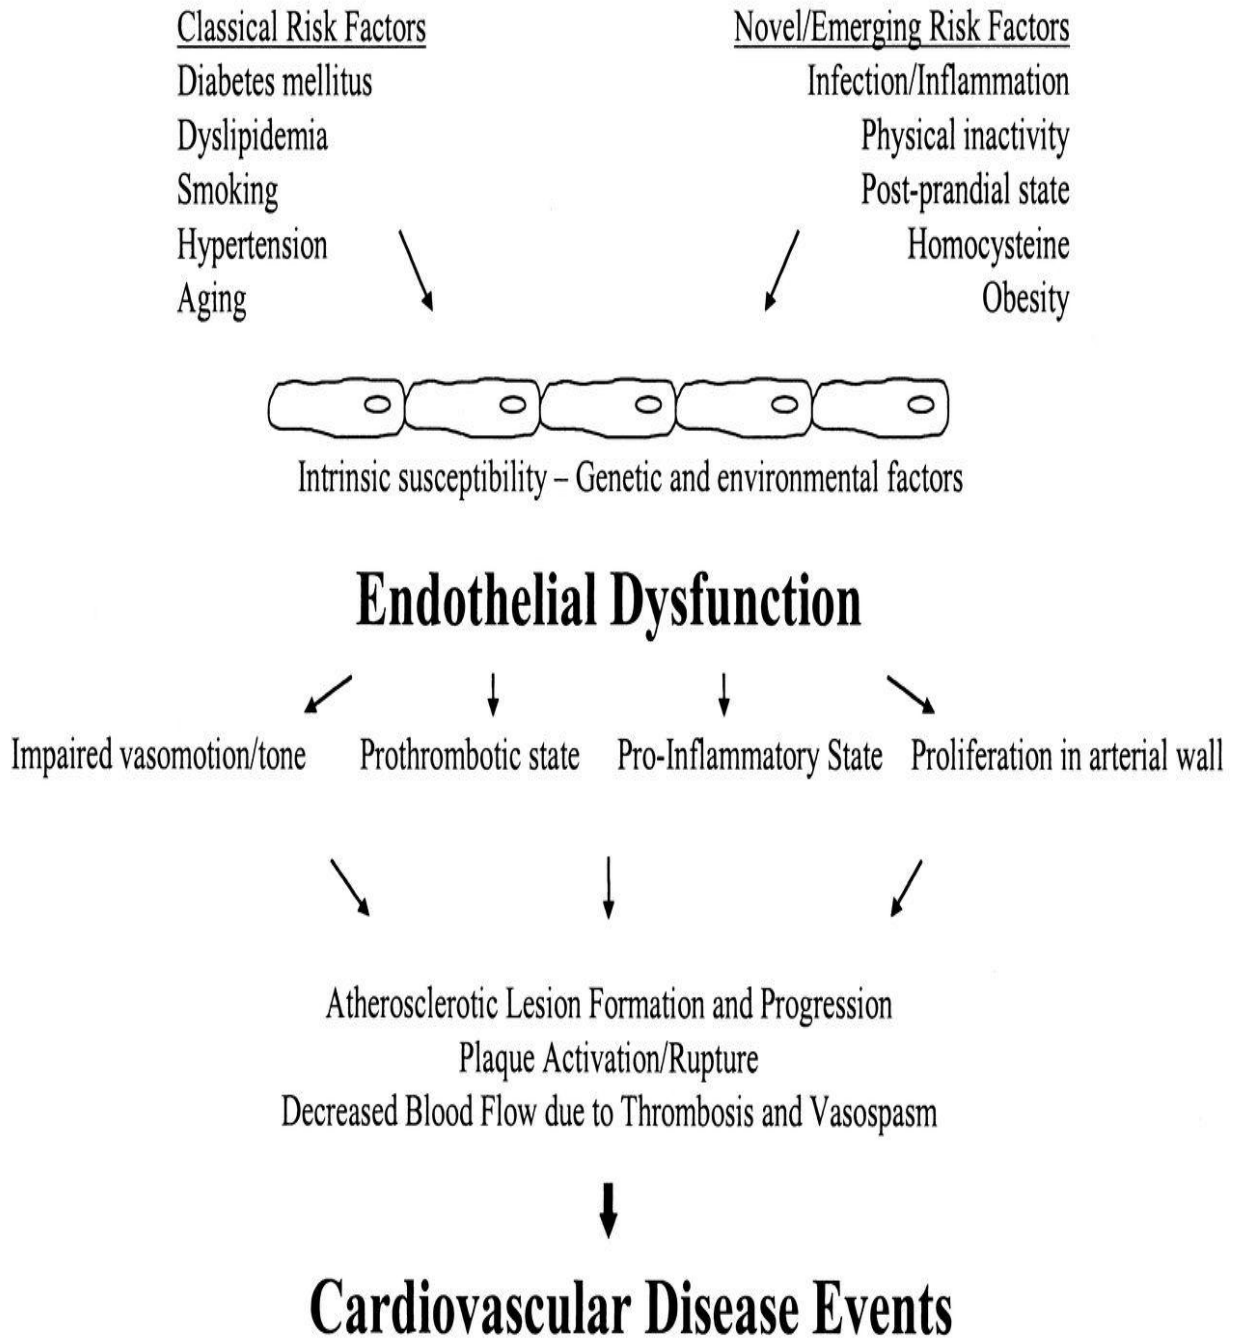 Classical Risk Factors
Diabetes mellitus
Dyslipidemia
Smoking
Hypertension
Aging
Novel/Emerging Risk Factors
Infection/Inflammation
Physical inactivity
Post-prandial state
Homocysteine
Obesity
Intrinsic susceptibility – Genetic and environmental factors
Endothelial Dysfunction
Impaired vasomotion/tone
Prothrombotic state
Pro-Inflammatory State
Proliferation in arterial wall
Atherosclerotic Lesion Formation and Progression
Plaque Activation/Rupture
Decreased Blood Flow due to Thrombosis and Vasospasm
Cardiovascular Disease Events